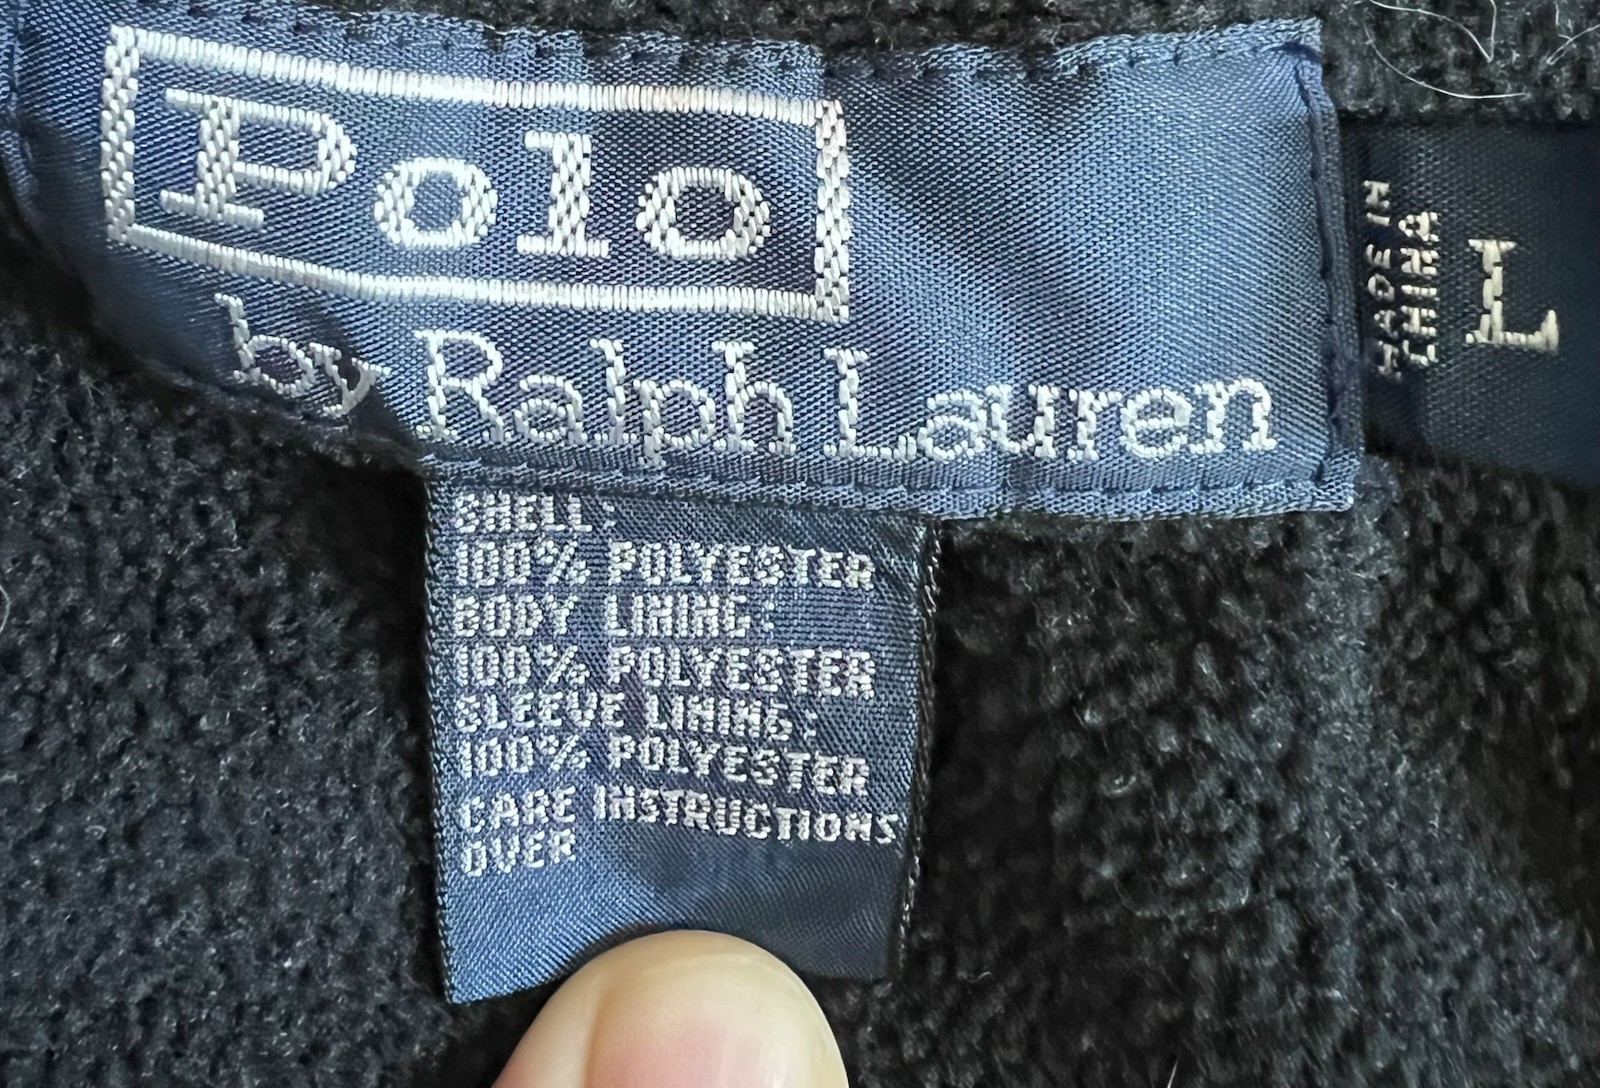 Polo
by Ralph Lauren
MADE IN
CHINA
L
SHELL:
100% POLYESTER
BODY LINING:
100% POLYESTER
SLEEVE LINING:
100% POLYESTER
CARE INSTRUCTIONS
OVER